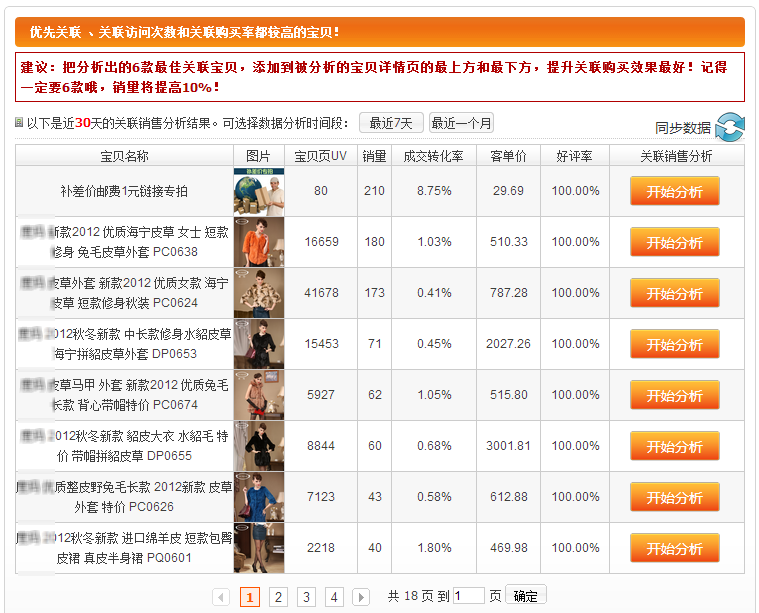 优先关联 、关联访问次数和关联购买率都较高的宝贝！
建议：把分析出的6款最佳关联宝贝，添加到被分析的宝贝详情页的最上方和最下方，提升关联购买效果最好！记得
一定要6款哦，销量将提高10%！
以下是近30天的关联销售分析结果。可选择数据分析时间段： 最近7天 最近一个月 同步数据
宝贝名称 图片 宝贝页UV 销量 成交转化率 客单价 好评率 关联销售分析
补差价邮费1元链接专拍 80 210 8.75% 29.69 100.00% 开始分析
新款2012 优质海宁皮草 女士 短款
修身 兔毛皮草外套 PC0638 16659 180 1.03% 510.33 100.00% 开始分析
皮草外套 新款2012 优质女款 海宁
皮草 短款修身秋装 PC0624 41678 173 0.41% 787.28 100.00% 开始分析
2012秋冬新款 中长款修身水貂皮草
海宁拼貂皮草外套 DP0653 15453 71 0.45% 2027.26 100.00% 开始分析
皮草马甲 外套 新款2012 优质兔毛
长款 背心带帽特价 PC0674 5927 62 1.05% 515.80 100.00% 开始分析
2012秋冬新款 貂皮大衣 水貂毛 特
价 带帽拼貂皮草 DP0655 8844 60 0.68% 3001.81 100.00% 开始分析
优质整皮野兔毛长款 2012新款 皮草
外套 特价 PC0626 7123 43 0.58% 612.88 100.00% 开始分析
2012秋冬新款 进口绵羊皮 短款包臀
皮裙 真皮半身裙 PQ0601 2218 40 1.80% 469.98 100.00% 开始分析
1 2 3 4 共 18 页 到 1 页 确定